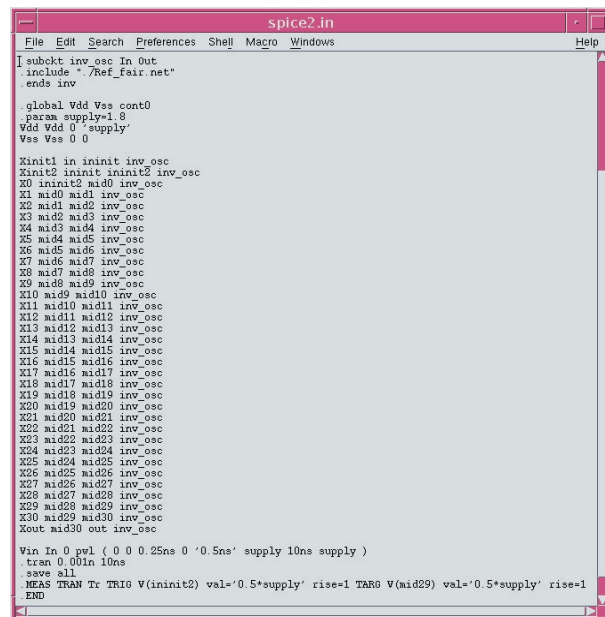 spice2.in
File Edit Search Preferences Shell Macro Windows Help
.subckt inv_osc In Out
.include "./Ref_fair.net"
.ends inv
.global Vdd Vss cont0
.param supply=1.8
Vdd Vdd 0 'supply'
Vss Vss 0 0
Xinit1 in ininit inv_osc
Xinit2 ininit ininit2 inv_osc
X0 ininit2 mid0 inv_osc
X1 mid0 mid1 inv_osc
X2 mid1 mid2 inv_osc
X3 mid2 mid3 inv_osc
X4 mid3 mid4 inv_osc
X5 mid4 mid5 inv_osc
X6 mid5 mid6 inv_osc
X7 mid6 mid7 inv_osc
X8 mid7 mid8 inv_osc
X9 mid8 mid9 inv_osc
X10 mid9 mid10 inv_osc
X11 mid10 mid11 inv_osc
X12 mid11 mid12 inv_osc
X13 mid12 mid13 inv_osc
X14 mid13 mid14 inv_osc
X15 mid14 mid15 inv_osc
X16 mid15 mid16 inv_osc
X17 mid16 mid17 inv_osc
X18 mid17 mid18 inv_osc
X19 mid18 mid19 inv_osc
X20 mid19 mid20 inv_osc
X21 mid20 mid21 inv_osc
X22 mid21 mid22 inv_osc
X23 mid22 mid23 inv_osc
X24 mid23 mid24 inv_osc
X25 mid24 mid25 inv_osc
X26 mid25 mid26 inv_osc
X27 mid26 mid27 inv_osc
X28 mid27 mid28 inv_osc
X29 mid28 mid29 inv_osc
X30 mid29 mid30 inv_osc
Xout mid30 out inv_osc
Vin In 0 pwl ( 0 0 0.25ns 0 '0.5ns' supply 10ns supply )
.tran 0.001n 10ns
.save all
.MEAS TRAN Tr TRIG V(ininit2) val='0.5*supply' rise=1 TARG V(mid29) val='0.5*supply' rise=1
.END